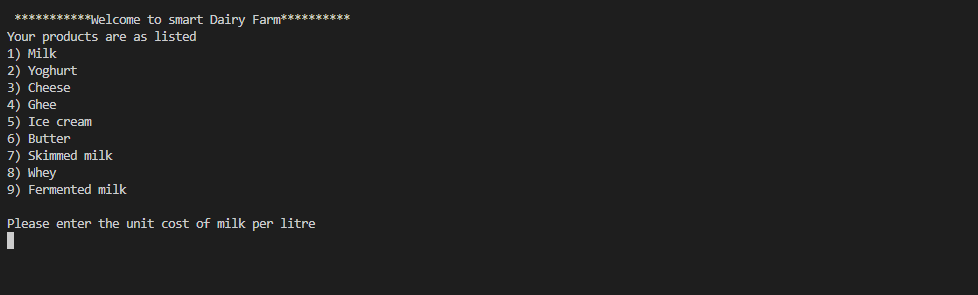 ***********Welcome to smart Dairy Farm**********
Your products are as listed
1) Milk
2) Yoghurt
3) Cheese
4) Ghee
5) Ice cream
6) Butter
7) Skimmed milk
8) Whey
9) Fermented milk
Please enter the unit cost of milk per litre